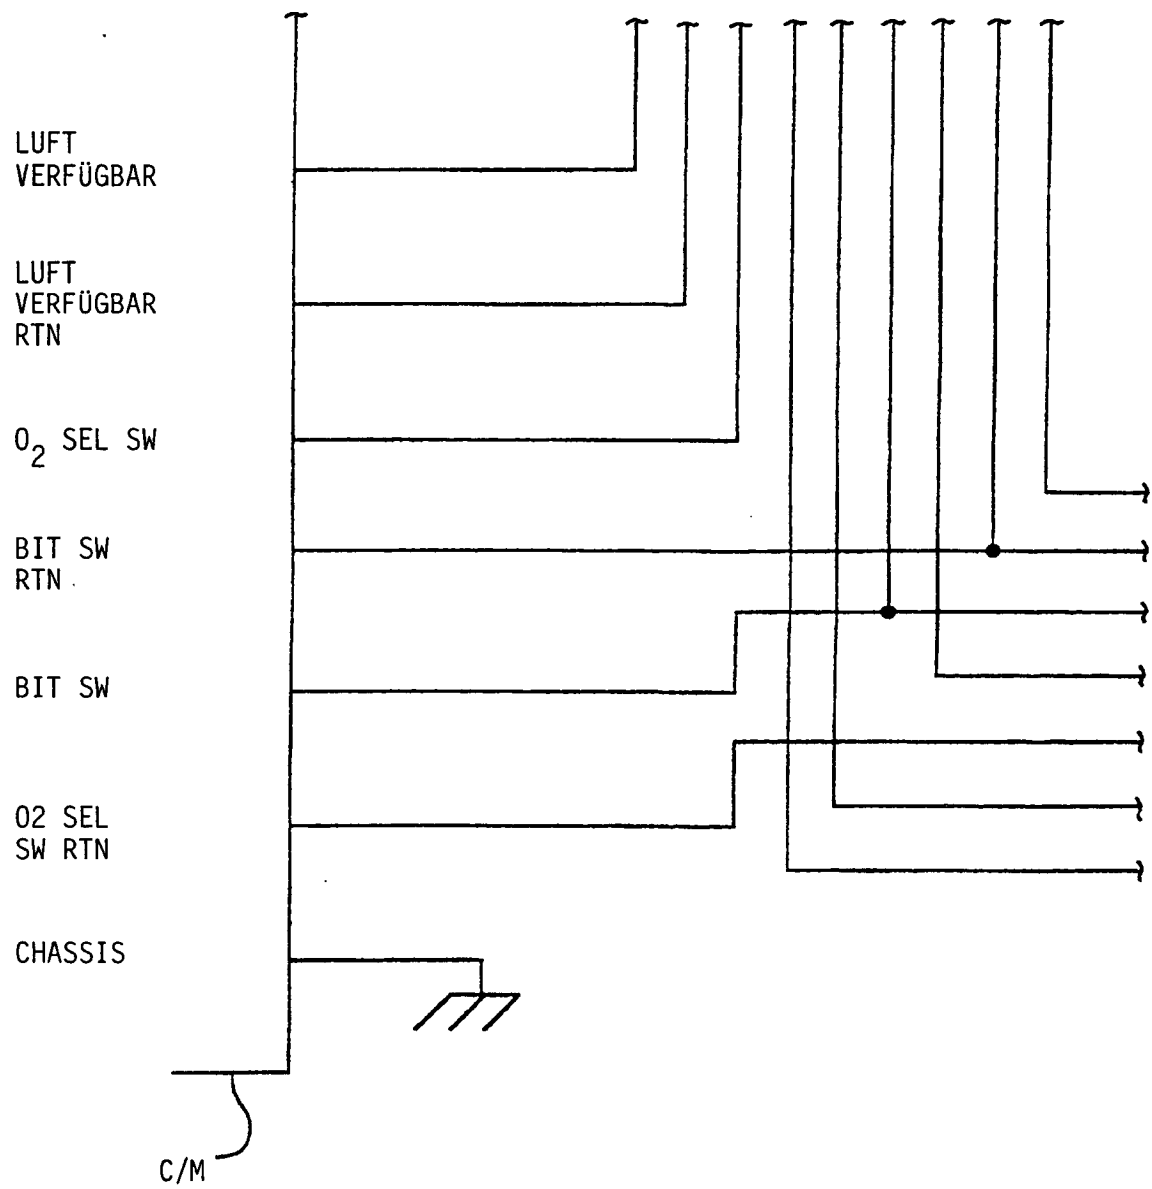 LUFT
VERFÜGBAR
LUFT
VERFÜGBAR
RTN
O₂ SEL SW
BIT SW
RTN
BIT SW
O2 SEL
SW RTN
CHASSIS
C/M